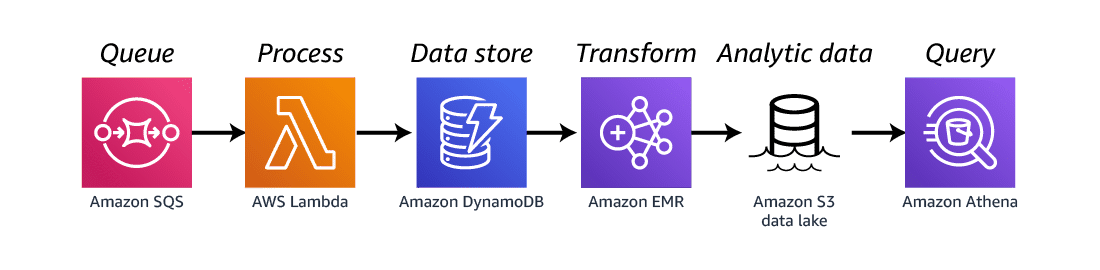 Queue
Process
Data store
Transform
Analytic data
Query
Amazon SQS
AWS Lambda
Amazon DynamoDB
Amazon EMR
Amazon S3
data lake
Amazon Athena